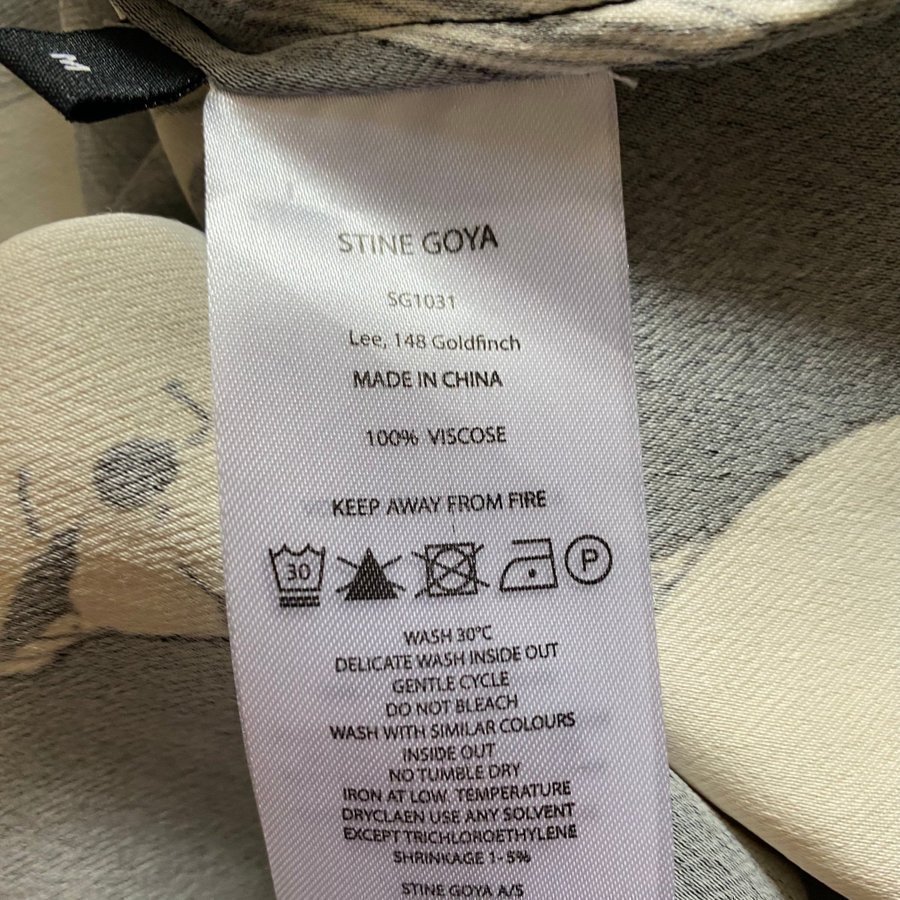 M
STINE GOYA
SG1031
Lee, 148 Goldfinch
MADE IN CHINA
100% VISCOSE
KEEP AWAY FROM FIRE
30 P
WASH 30°C
DELICATE WASH INSIDE OUT
GENTLE CYCLE
DO NOT BLEACH
WASH WITH SIMILAR COLOURS
INSIDE OUT
NO TUMBLE DRY
IRON AT LOW TEMPERATURE
DRYCLAEN USE ANY SOLVENT
EXCEPT TRICHLOROETHYLENE
SHRINKAGE 1-5%
STINE GOYA A/S